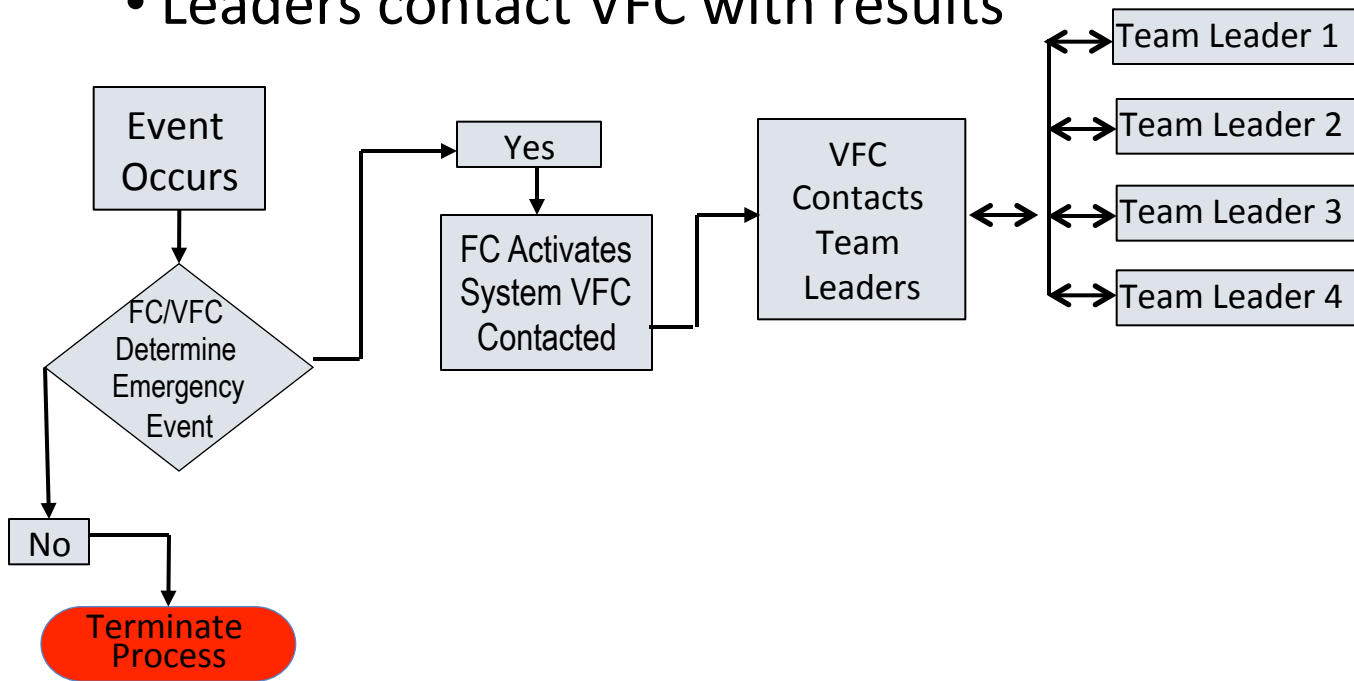 • Leaders contact VFC with results
Event
Occurs
FC/VFC
Determine
Emergency
Event
No
Terminate
Process
Yes
FC Activates
System VFC
Contacted
VFC
Contacts
Team
Leaders
Team Leader 1
Team Leader 2
Team Leader 3
Team Leader 4